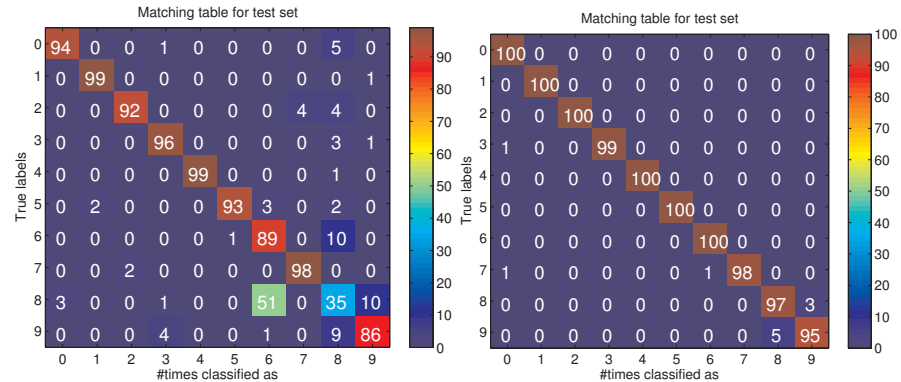 Matching table for test set
0 94 0 0 1 0 0 0 0 5 0
1 0 99 0 0 0 0 0 0 0 1
2 0 0 92 0 0 0 0 4 4 0
3 0 0 0 96 0 0 0 0 3 1
4 0 0 0 0 99 0 0 0 1 0
5 0 2 0 0 0 93 3 0 2 0
6 0 0 0 0 0 1 89 0 10 0
7 0 0 2 0 0 0 0 98 0 0
8 3 0 0 1 0 0 51 0 35 10
9 0 0 0 4 0 0 1 0 9 86
0 1 2 3 4 5 6 7 8 9
#times classified as
True labels
90
80
70
60
50
40
30
20
10
0
Matching table for test set
0 100 0 0 0 0 0 0 0 0 0
1 0 100 0 0 0 0 0 0 0 0
2 0 0 100 0 0 0 0 0 0 0
3 1 0 0 99 0 0 0 0 0 0
4 0 0 0 0 100 0 0 0 0 0
5 0 0 0 0 0 100 0 0 0 0
6 0 0 0 0 0 0 100 0 0 0
7 1 0 0 0 0 0 1 98 0 0
8 0 0 0 0 0 0 0 0 97 3
9 0 0 0 0 0 0 0 0 5 95
0 1 2 3 4 5 6 7 8 9
#times classified as
True labels
100
90
80
70
60
50
40
30
20
10
0